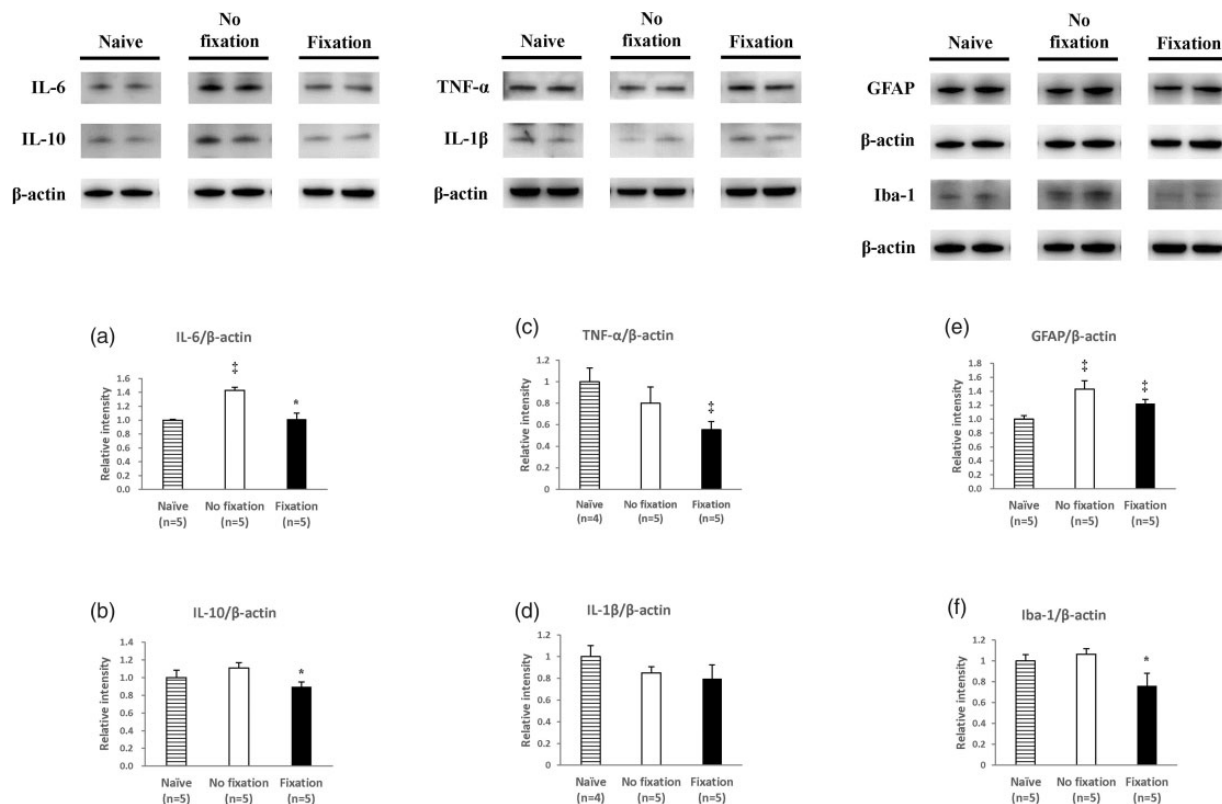 Naive
No
fixation
Fixation
IL-6
IL-10
β-actin
Naive
No
fixation
Fixation
TNF-α
IL-1β
β-actin
Naive
No
fixation
Fixation
GFAP
β-actin
Iba-1
β-actin
(a)
IL-6/β-actin
Relative intensity
1.6
1.4
1.2
1.0
0.8
0.6
0.4
0.2
0.0
‡
*
Naïve
(n=5)
No fixation
(n=5)
Fixation
(n=5)
(c)
TNF-α/β-actin
Relative intensity
1.2
1
0.8
0.6
0.4
0.2
0
‡
Naïve
(n=4)
No fixation
(n=5)
Fixation
(n=5)
(e)
GFAP/β-actin
Relative intensity
1.8
1.6
1.4
1.2
1.0
0.8
0.6
0.4
0.2
0.0
‡
‡
Naïve
(n=5)
No fixation
(n=5)
Fixation
(n=5)
(b)
IL-10/β-actin
Relative intensity
1.4
1.2
1.0
0.8
0.6
0.4
0.2
0.0
*
Naïve
(n=5)
No fixation
(n=5)
Fixation
(n=5)
(d)
IL-1β/β-actin
Relative intensity
1.2
1
0.8
0.6
0.4
0.2
0
Naïve
(n=4)
No fixation
(n=5)
Fixation
(n=5)
(f)
Iba-1/β-actin
Relative intensity
1.2
1
0.8
0.6
0.4
0.2
0
*
Naïve
(n=5)
No fixation
(n=5)
Fixation
(n=5)